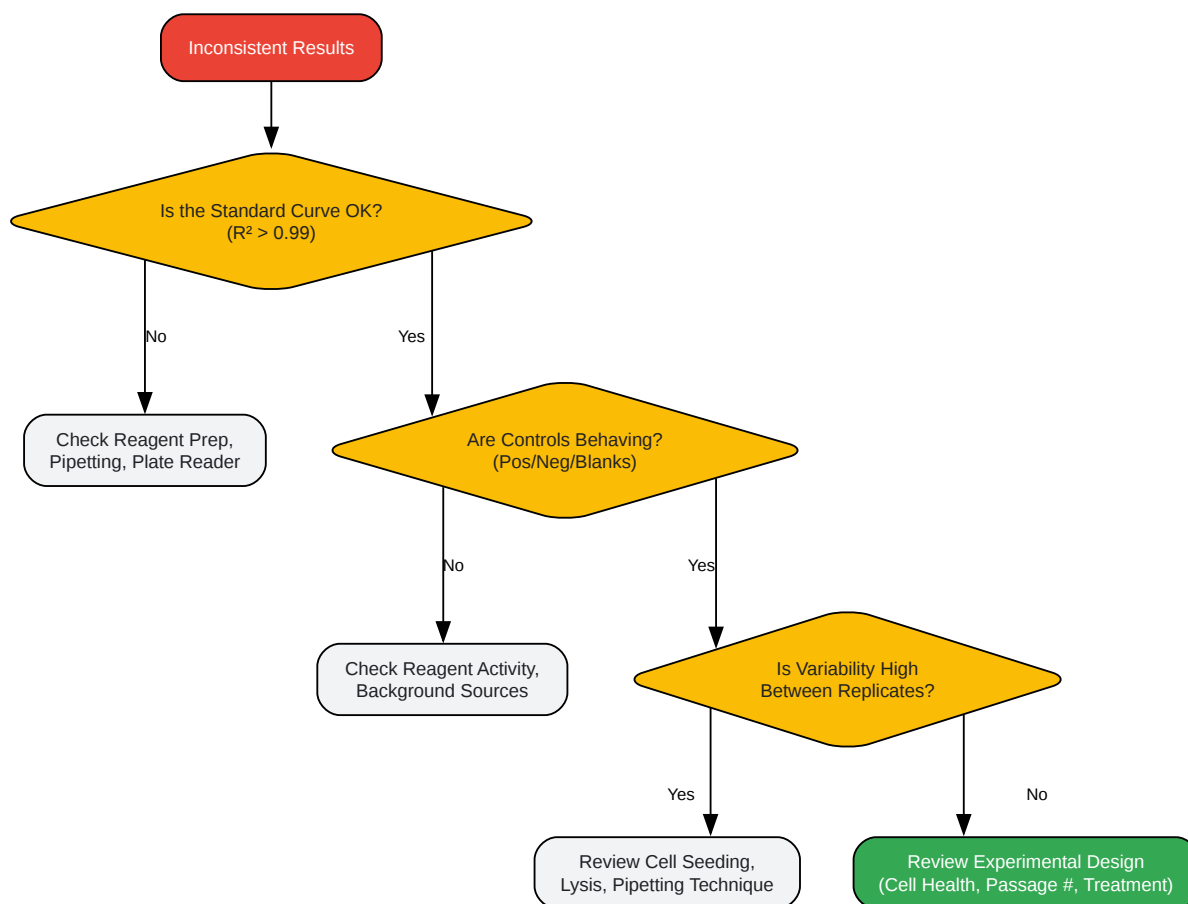 Inconsistent Results
Is the Standard Curve OK?
(R² > 0.99)
No
Yes
Check Reagent Prep,
Pipetting, Plate Reader
Are Controls Behaving?
(Pos/Neg/Blanks)
No
Yes
Check Reagent Activity,
Background Sources
Is Variability High
Between Replicates?
Yes
No
Review Cell Seeding,
Lysis, Pipetting Technique
Review Experimental Design
(Cell Health, Passage #, Treatment)